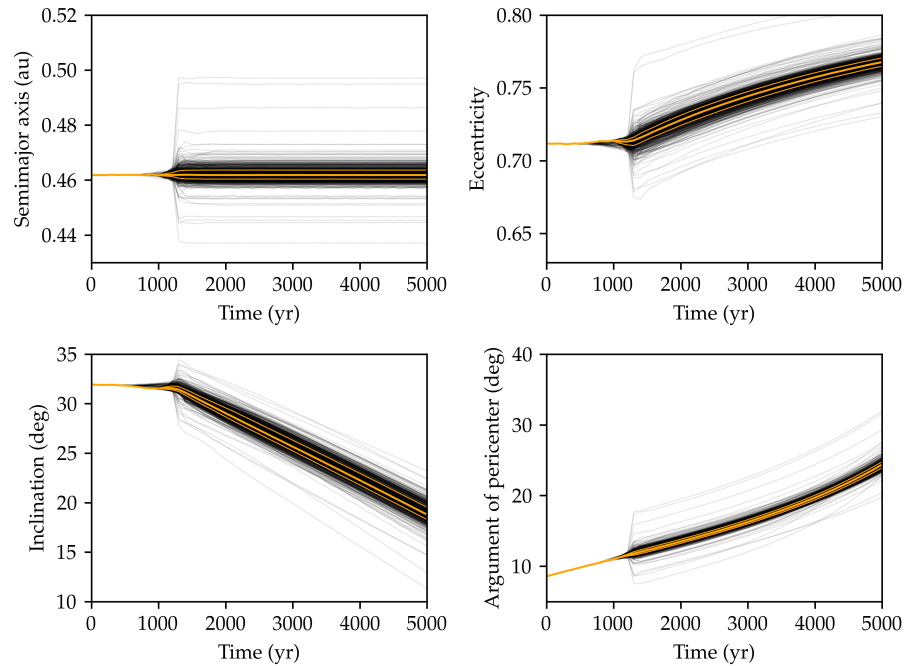 0.52
0.50
0.48
0.46
0.44
Semimajor axis (au)
0 1000 2000 3000 4000 5000
Time (yr)
0.80
0.75
0.70
0.65
Eccentricity
0 1000 2000 3000 4000 5000
Time (yr)
35
30
25
20
15
10
Inclination (deg)
0 1000 2000 3000 4000 5000
Time (yr)
40
30
20
10
Argument of pericenter (deg)
0 1000 2000 3000 4000 5000
Time (yr)